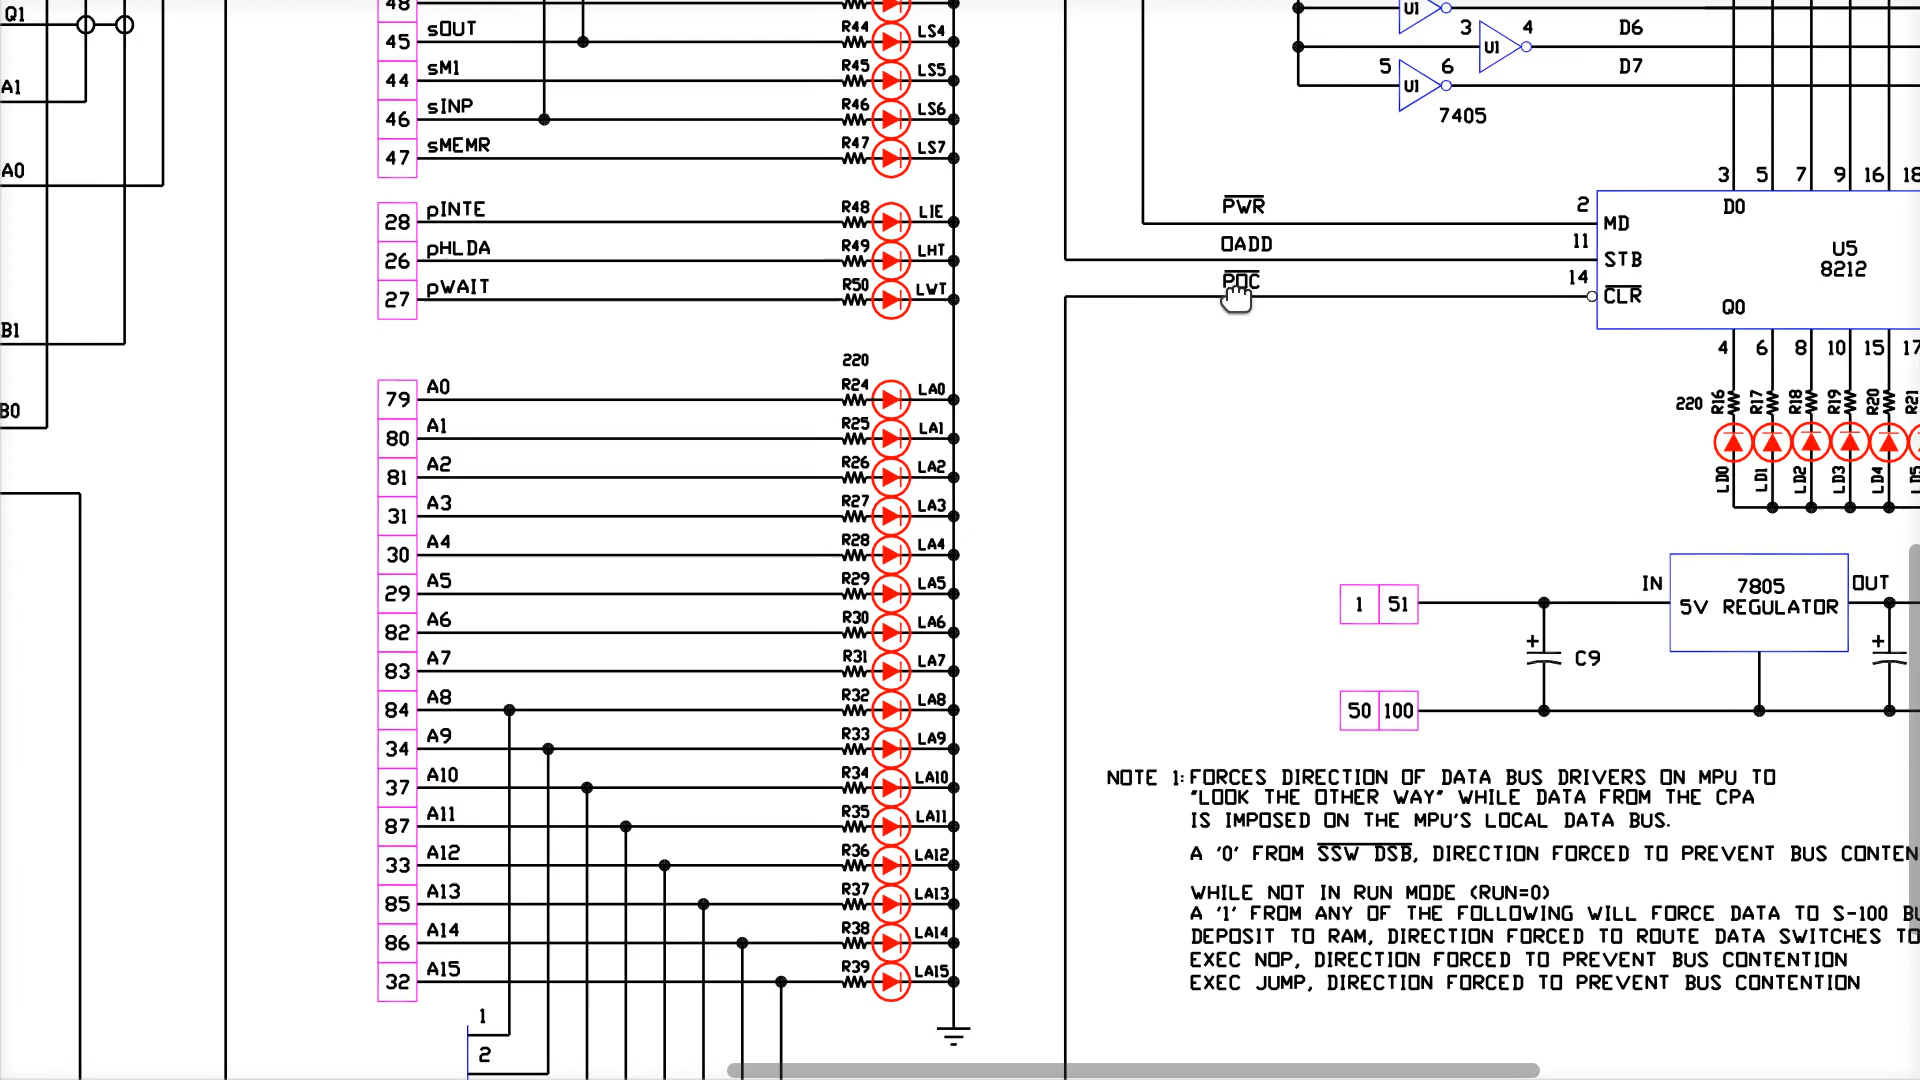 Q1
A1
A0
B1
B0
48
45 sOUT R44 LS4
44 sM1 R45 LS5
46 sINP R46 LS6
47 sMEMR R47 LS7
28 pINTE R48 LIE
26 pHLDA R49 LHT
27 pWAIT R50 LWT
220
79 A0 R24 LA0
80 A1 R25 LA1
81 A2 R26 LA2
31 A3 R27 LA3
30 A4 R28 LA4
29 A5 R29 LA5
82 A6 R30 LA6
83 A7 R31 LA7
84 A8 R32 LA8
34 A9 R33 LA9
37 A10 R34 LA10
87 A11 R35 LA11
33 A12 R36 LA12
85 A13 R37 LA13
86 A14 R38 LA14
32 A15 R39 LA15
1
2
U1
3 U1 4 D6
5 U1 6 D7
7405
3 5 7 9 16 18
PWR 2 MD D0
OADD 11 STB
POC 14 CLR
U5
8212
Q0
4 6 8 10 15 17
220 R16 R17 R18 R19 R20 R21
LD0 LD1 LD2 LD3 LD4 LD5
1 51 IN 7805 OUT
5V REGULATOR
+ C9 +
50 100
NOTE 1: FORCES DIRECTION OF DATA BUS DRIVERS ON MPU TO
"LOOK THE OTHER WAY" WHILE DATA FROM THE CPA
IS IMPOSED ON THE MPU'S LOCAL DATA BUS.
A '0' FROM SSW DSB, DIRECTION FORCED TO PREVENT BUS CONTEN
WHILE NOT IN RUN MODE (RUN=0)
A '1' FROM ANY OF THE FOLLOWING WILL FORCE DATA TO S-100 BU
DEPOSIT TO RAM, DIRECTION FORCED TO ROUTE DATA SWITCHES TO
EXEC NOP, DIRECTION FORCED TO PREVENT BUS CONTENTION
EXEC JUMP, DIRECTION FORCED TO PREVENT BUS CONTENTION